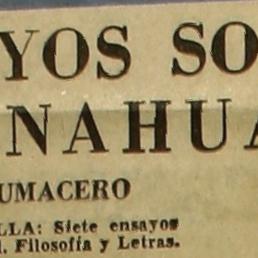 YOS SO
NAHUA
UMACERO
LLA: Siete ensayos
l. Filosofía y Letras.